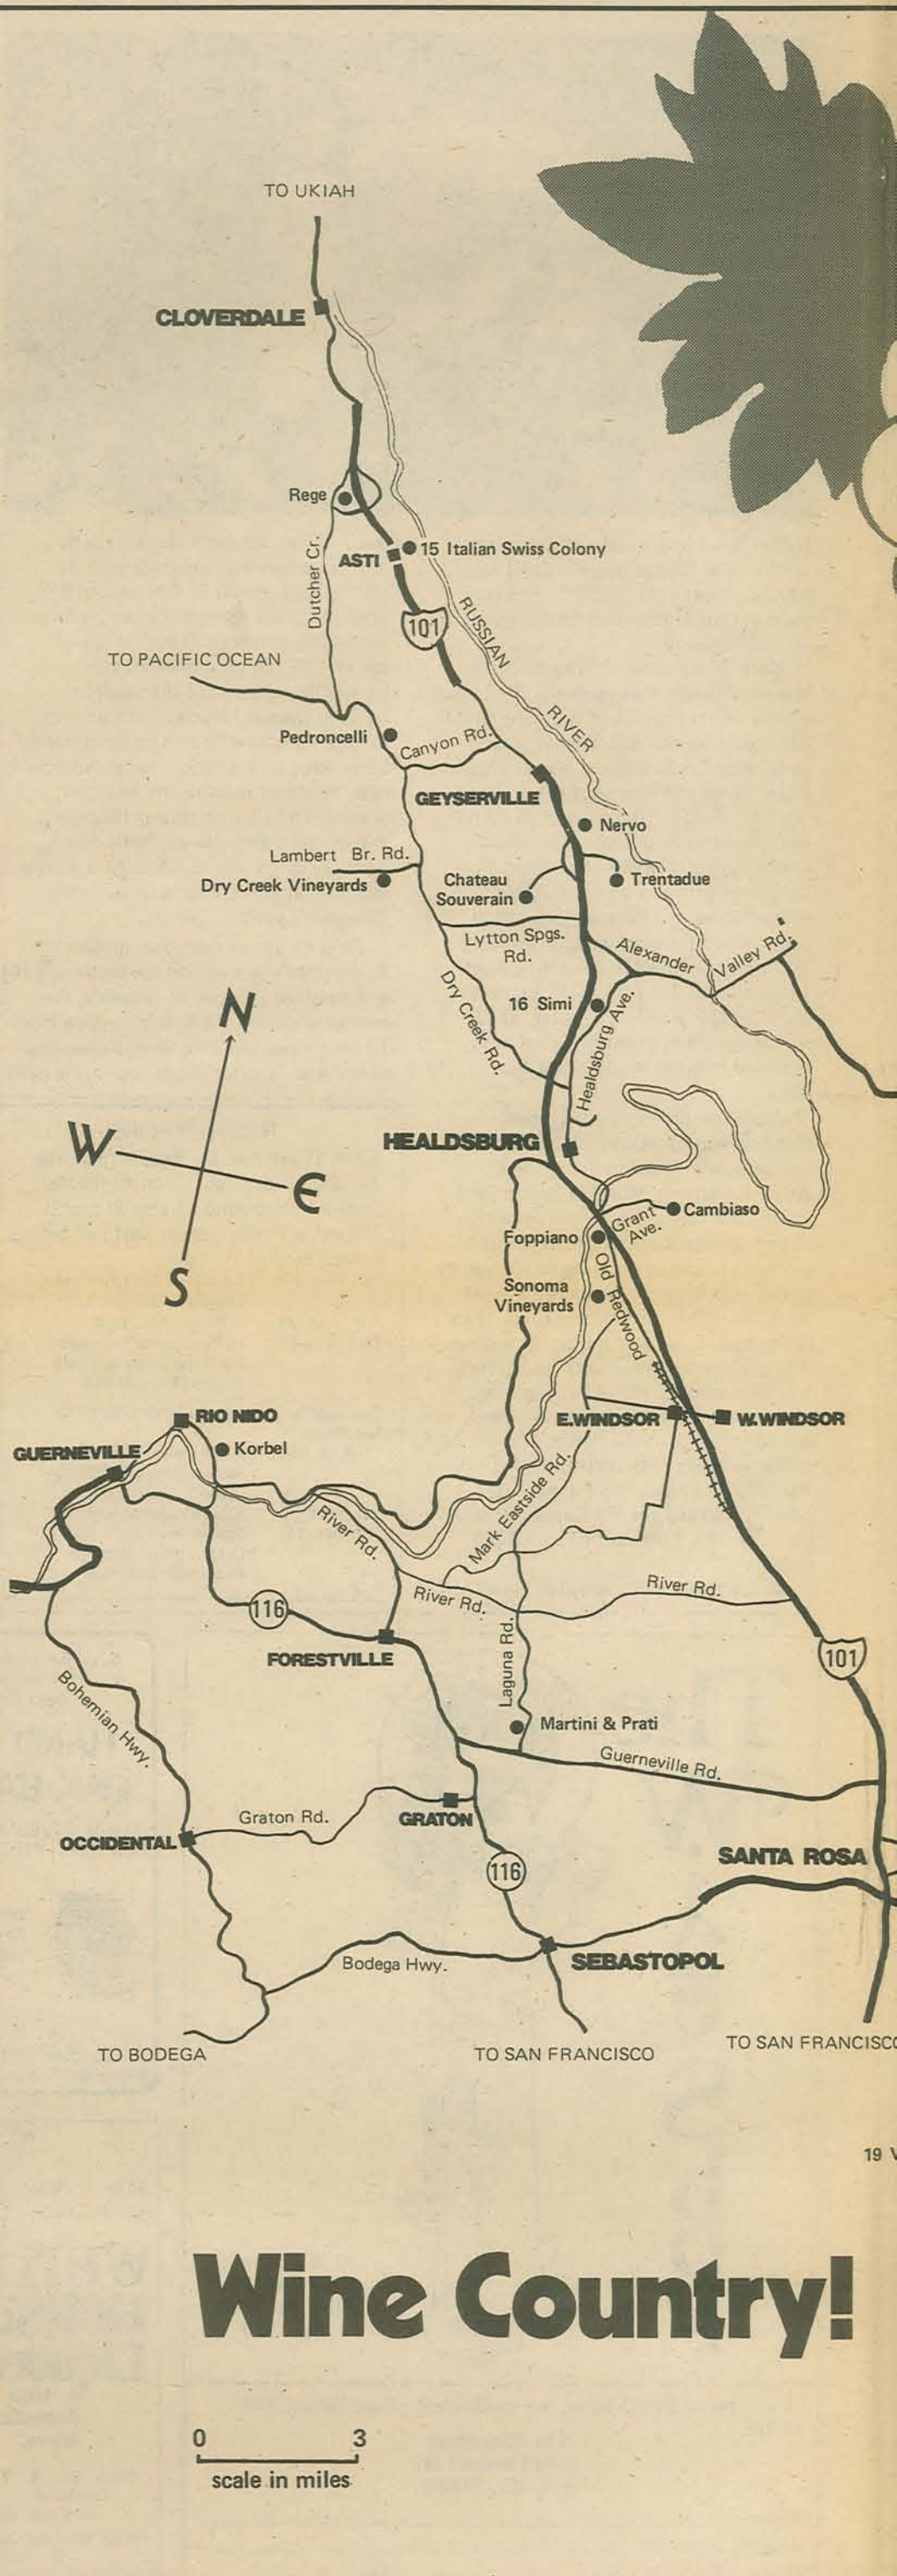 TO UKIAH
CLOVERDALE
Rege
Dutcher Cr.
ASTI
15 Italian Swiss Colony
101
RUSSIAN
RIVER
TO PACIFIC OCEAN
Pedroncelli
Canyon Rd.
GEYSERVILLE
Nervo
Lambert Br. Rd.
Dry Creek Vineyards
Chateau
Souverain
Trentadue
Lytton Spgs.
Rd.
Alexander Valley Rd.
Dry Creek Rd.
16 Simi
Healdsburg Ave.
N
W
E
S
HEALDSBURG
Grant
Ave.
Cambiaso
Foppiano
Old Redwood
Sonoma
Vineyards
RIO NIDO
E.WINDSOR
W.WINDSOR
GUERNEVILLE
Korbel
Mark Eastside Rd.
River Rd.
River Rd.
River Rd.
116
FORESTVILLE
101
Laguna Rd.
Bohemian Hwy.
Martini & Prati
Guerneville Rd.
Graton Rd.
GRATON
OCCIDENTAL
SANTA ROSA
116
Bodega Hwy.
SEBASTOPOL
TO BODEGA
TO SAN FRANCISCO
TO SAN FRANCISCO
19
Wine Country!
0 3
scale in miles